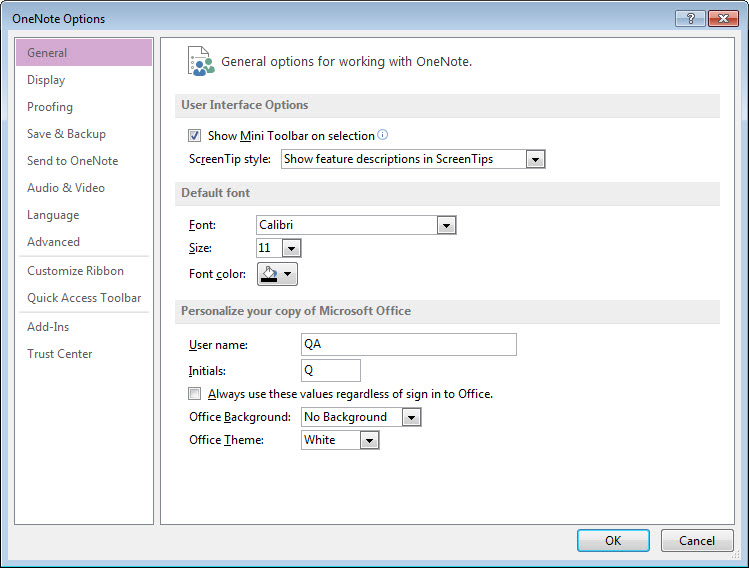 OneNote Options
?
General
Display
Proofing
Save & Backup
Send to OneNote
Audio & Video
Language
Advanced
Customize Ribbon
Quick Access Toolbar
Add-Ins
Trust Center
General options for working with OneNote.
User Interface Options
Show Mini Toolbar on selection
ScreenTip style: Show feature descriptions in ScreenTips
Default font
Font: Calibri
Size: 11
Font color:
Personalize your copy of Microsoft Office
User name: QA
Initials: Q
Always use these values regardless of sign in to Office.
Office Background: No Background
Office Theme: White
OK Cancel